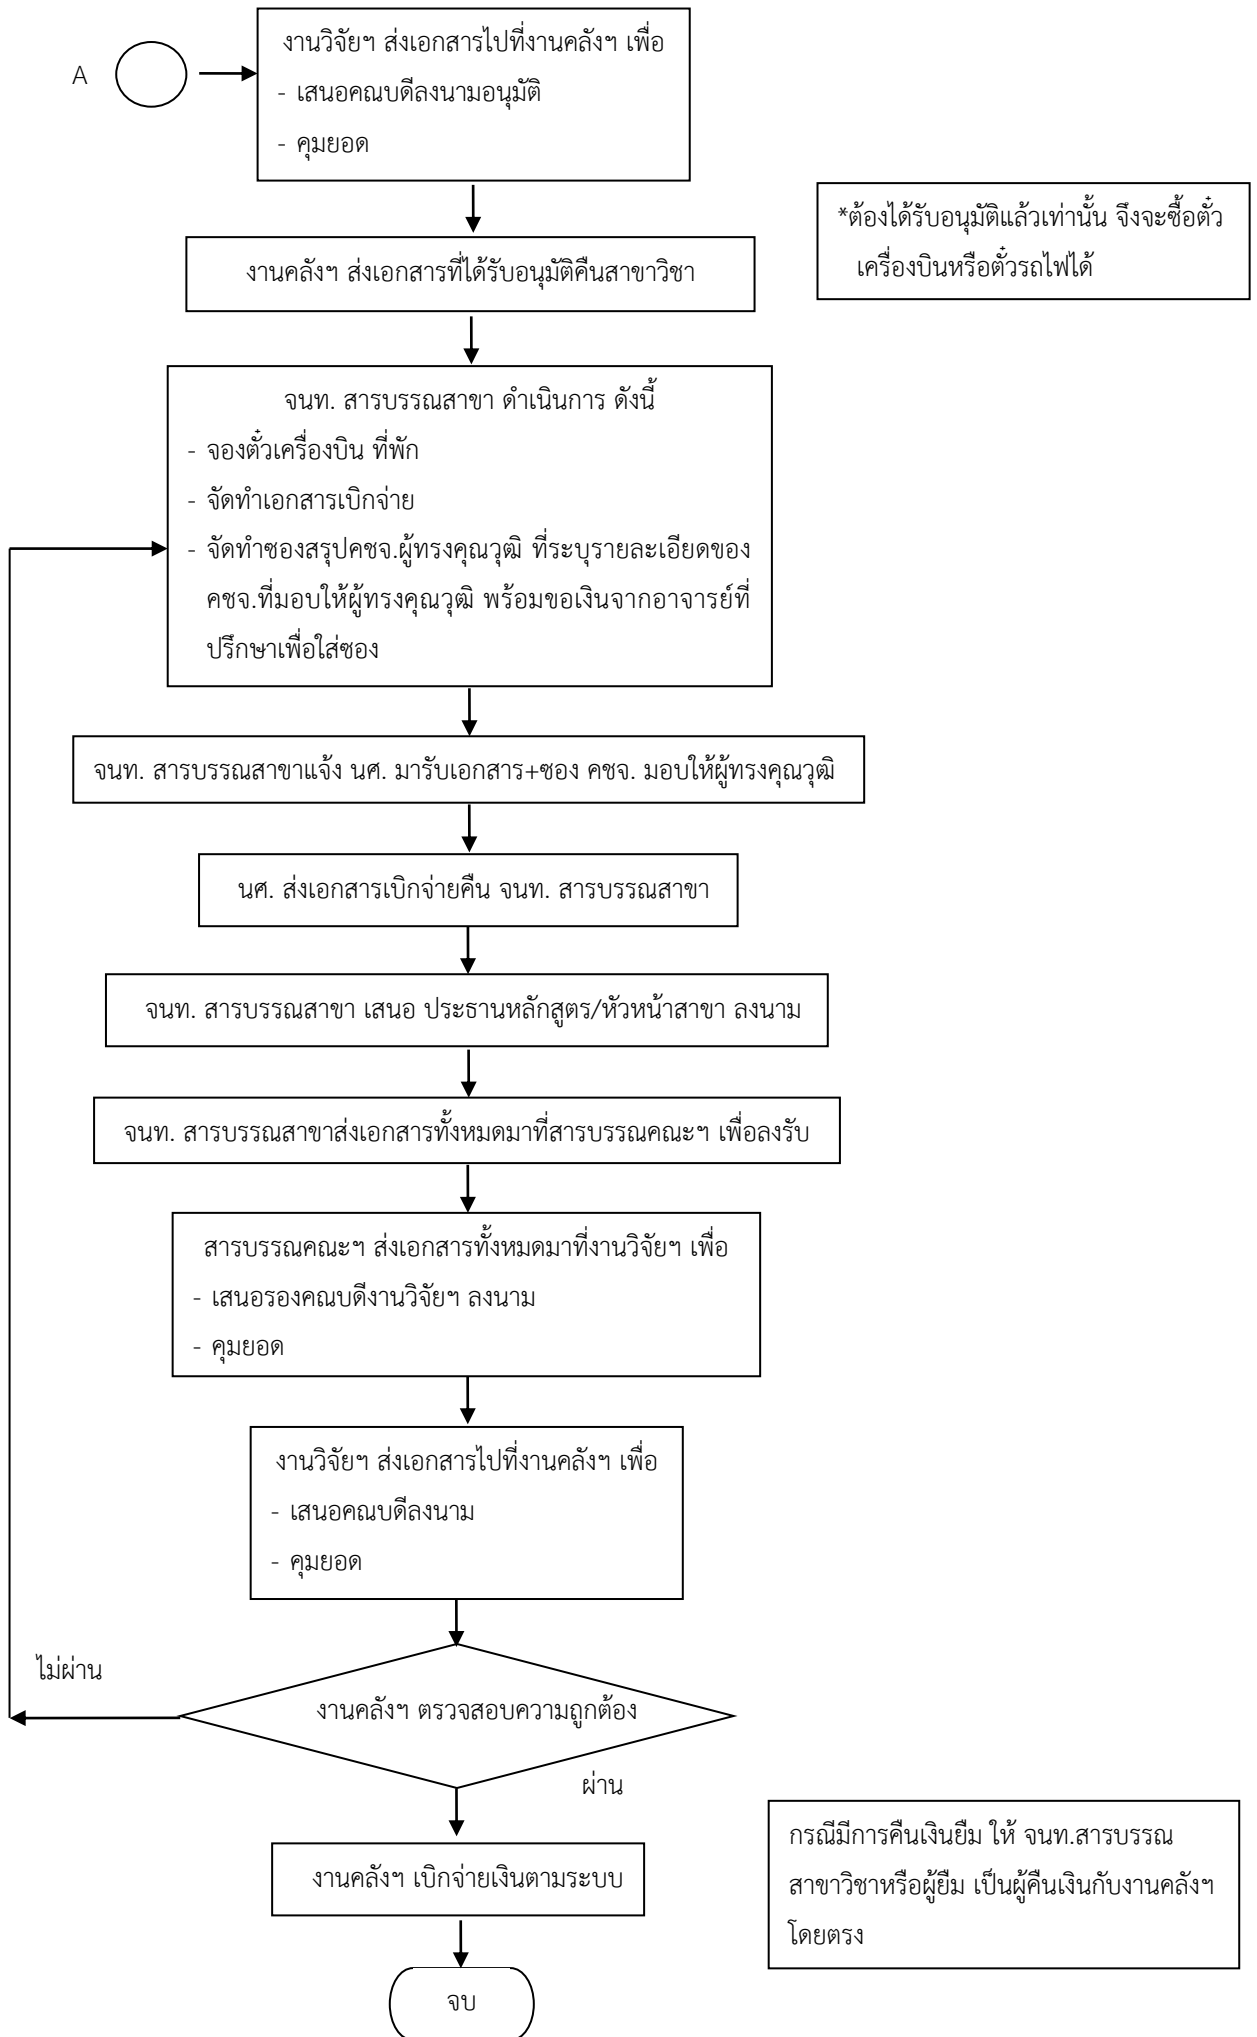 A
งานวิจัยฯ ส่งเอกสารไปที่งานคลังฯ เพื่อ
- เสนอคณบดีลงนามอนุมัติ
- คุมยอด
*ต้องได้รับอนุมัติแล้วเท่านั้น จึงจะซื้อตั๋ว
เครื่องบินหรือตั๋วรถไฟได้
งานคลังฯ ส่งเอกสารที่ได้รับอนุมัติคืนสาขาวิชา
จนท. สารบรรณสาขา ดำเนินการ ดังนี้
- จองตั๋วเครื่องบิน ที่พัก
- จัดทำเอกสารเบิกจ่าย
- จัดทำซองสรุปคชจ.ผู้ทรงคุณวุฒิ ที่ระบุรายละเอียดของ
คชจ.ที่มอบให้ผู้ทรงคุณวุฒิ พร้อมขอเงินจากอาจารย์ที่
ปรึกษาเพื่อใส่ซอง
จนท. สารบรรณสาขาแจ้ง นศ. มารับเอกสาร+ซอง คชจ. มอบให้ผู้ทรงคุณวุฒิ
นศ. ส่งเอกสารเบิกจ่ายคืน จนท. สารบรรณสาขา
จนท. สารบรรณสาขา เสนอ ประธานหลักสูตร/หัวหน้าสาขา ลงนาม
จนท. สารบรรณสาขาส่งเอกสารทั้งหมดมาที่สารบรรณคณะฯ เพื่อลงรับ
สารบรรณคณะฯ ส่งเอกสารทั้งหมดมาที่งานวิจัยฯ เพื่อ
- เสนอรองคณบดีงานวิจัยฯ ลงนาม
- คุมยอด
งานวิจัยฯ ส่งเอกสารไปที่งานคลังฯ เพื่อ
- เสนอคณบดีลงนาม
- คุมยอด
ไม่ผ่าน
งานคลังฯ ตรวจสอบความถูกต้อง
ผ่าน
งานคลังฯ เบิกจ่ายเงินตามระบบ
กรณีมีการคืนเงินยืม ให้ จนท.สารบรรณ
สาขาวิชาหรือผู้ยืม เป็นผู้คืนเงินกับงานคลังฯ
โดยตรง
จบ